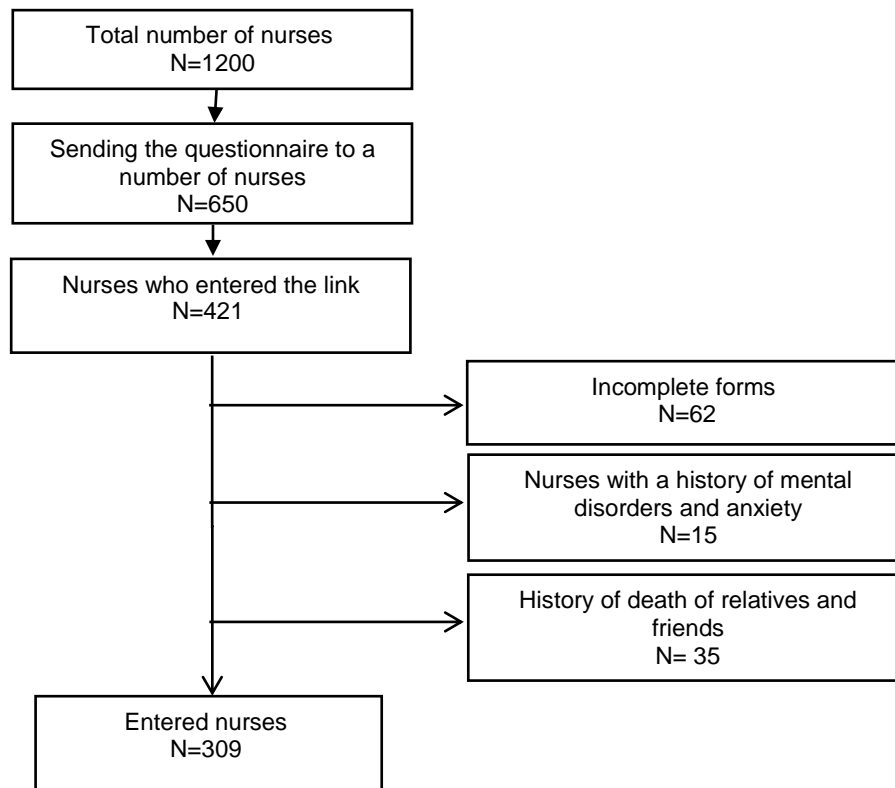 Total number of nurses
N=1200
Sending the questionnaire to a
number of nurses
N=650
Nurses who entered the link
N=421
Incomplete forms
N=62
Nurses with a history of mental
disorders and anxiety
N=15
History of death of relatives and
friends
N= 35
Entered nurses
N=309